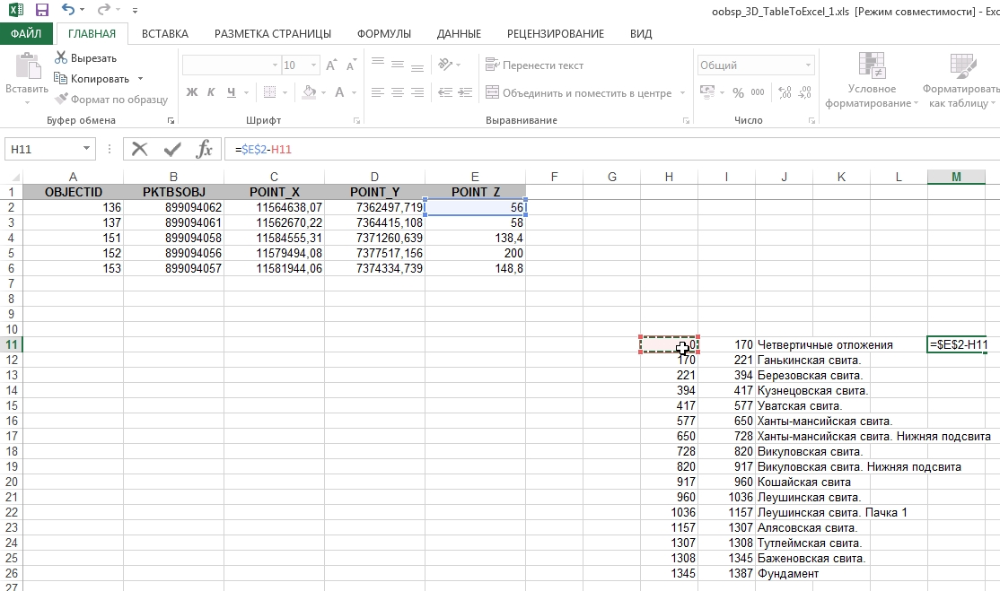 oobsp_3D_TableToExcel_1.xls [Режим совместимости] - Exc
ФАЙЛ ГЛАВНАЯ ВСТАВКА РАЗМЕТКА СТРАНИЦЫ ФОРМУЛЫ ДАННЫЕ РЕЦЕНЗИРОВАНИЕ ВИД
Вставить
Вырезать
Копировать
Формат по образцу
Буфер обмена
10 A A
Ж К Ч A
Шрифт
Перенести текст
Объединить и поместить в центре
Выравнивание
Общий
% 000 ,00 ,00
Число
Условное форматирование
Форматировать как таблицу
H11 fx =$E$2-H11
A B C D E F G H I J K L M
1 OBJECTID PKTBSOBJ POINT_X POINT_Y POINT_Z
2 136 899094062 11564638,07 7362497,719 56
3 137 899094061 11562670,22 7364415,108 58
4 151 899094058 11584555,31 7371260,639 138,4
5 152 899094056 11579494,08 7377517,156 200
6 153 899094057 11581944,06 7374334,739 148,8
7
8
9
10
11 0 170 Четвертичные отложения =$E$2-H11
12 170 221 Ганькинская свита.
13 221 394 Березовская свита.
14 394 417 Кузнецовская свита.
15 417 577 Уватская свита.
16 577 650 Ханты-мансийская свита.
17 650 728 Ханты-мансийская свита. Нижняя подсвита
18 728 820 Викуловская свита.
19 820 917 Викуловская свита. Нижняя подсвита
20 917 960 Кошайская свита
21 960 1036 Леушинская свита.
22 1036 1157 Леушинская свита. Пачка 1
23 1157 1307 Алясовская свита.
24 1307 1308 Тутлеймская свита.
25 1308 1345 Баженовская свита.
26 1345 1387 Фундамент
27